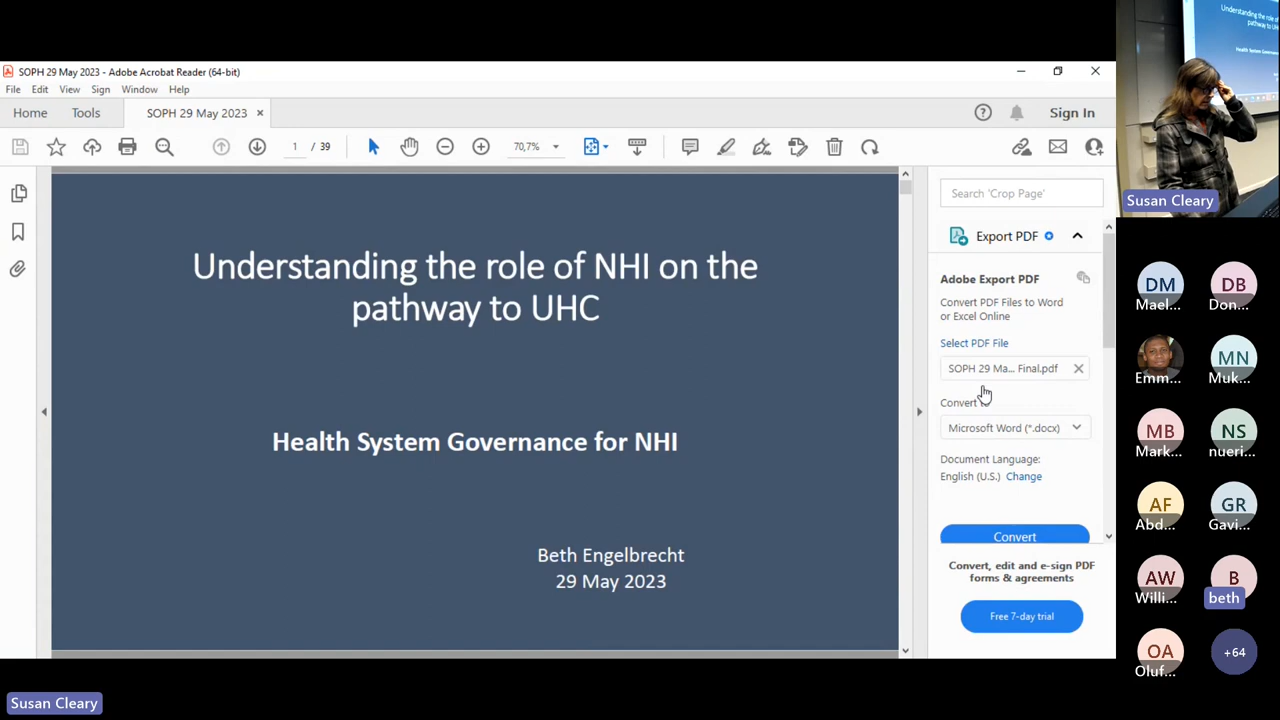 SOPH 29 May 2023 - Adobe Acrobat Reader (64-bit)
File Edit View Sign Window Help
Home Tools SOPH 29 May 2023 × Sign In
1 / 39 70,7%
Understanding the role of NHI on the
pathway to UHC
Health System Governance for NHI
Beth Engelbrecht
29 May 2023
Search 'Crop Page'
Export PDF
Adobe Export PDF
Convert PDF Files to Word
or Excel Online
Select PDF File
SOPH 29 Ma... Final.pdf
Convert
Microsoft Word (*.docx)
Document Language:
English (U.S.) Change
Convert
Convert, edit and e-sign PDF
forms & agreements
Free 7-day trial
Understanding the role of
Susan Cleary
DM DB
Mael... Don...
MN
Emm... Muk...
MB NS
Mark... nueri...
AF GR
Abd... Gavi...
AW B
Willi... beth
OA +64
Oluf...
Susan Cleary